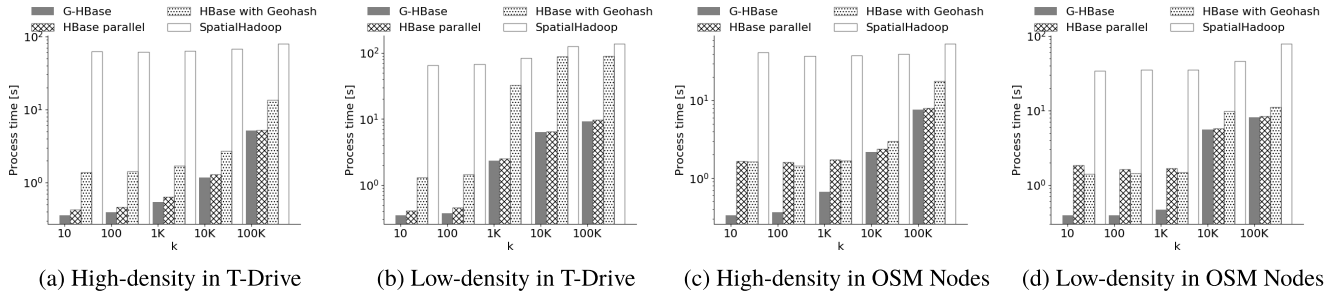 G-HBase
HBase parallel
HBase with Geohash
SpatialHadoop
10²
10¹
10⁰
Process time [s]
10 100 1K 10K 100K
k
(a) High-density in T-Drive
G-HBase
HBase parallel
HBase with Geohash
SpatialHadoop
10²
10¹
10⁰
Process time [s]
10 100 1K 10K 100K
k
(b) Low-density in T-Drive
G-HBase
HBase parallel
HBase with Geohash
SpatialHadoop
10¹
10⁰
Process time [s]
10 100 1K 10K 100K
k
(c) High-density in OSM Nodes
G-HBase
HBase parallel
HBase with Geohash
SpatialHadoop
10²
10¹
10⁰
Process time [s]
10 100 1K 10K 100K
k
(d) Low-density in OSM Nodes